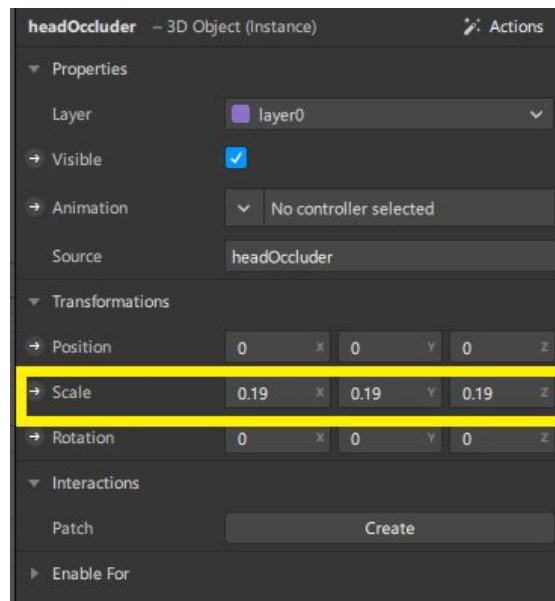 headOccluder – 3D Object (Instance) Actions
Properties
Layer layer0
Visible
Animation No controller selected
Source headOccluder
Transformations
Position 0 X 0 Y 0 Z
Scale 0.19 X 0.19 Y 0.19 Z
Rotation 0 X 0 Y 0 Z
Interactions
Patch Create
Enable For